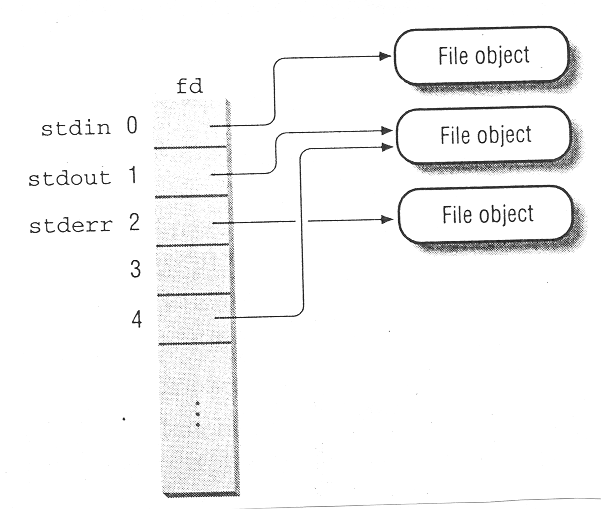 File object
fd
stdin 0
File object
stdout 1
stderr 2
File object
3
4